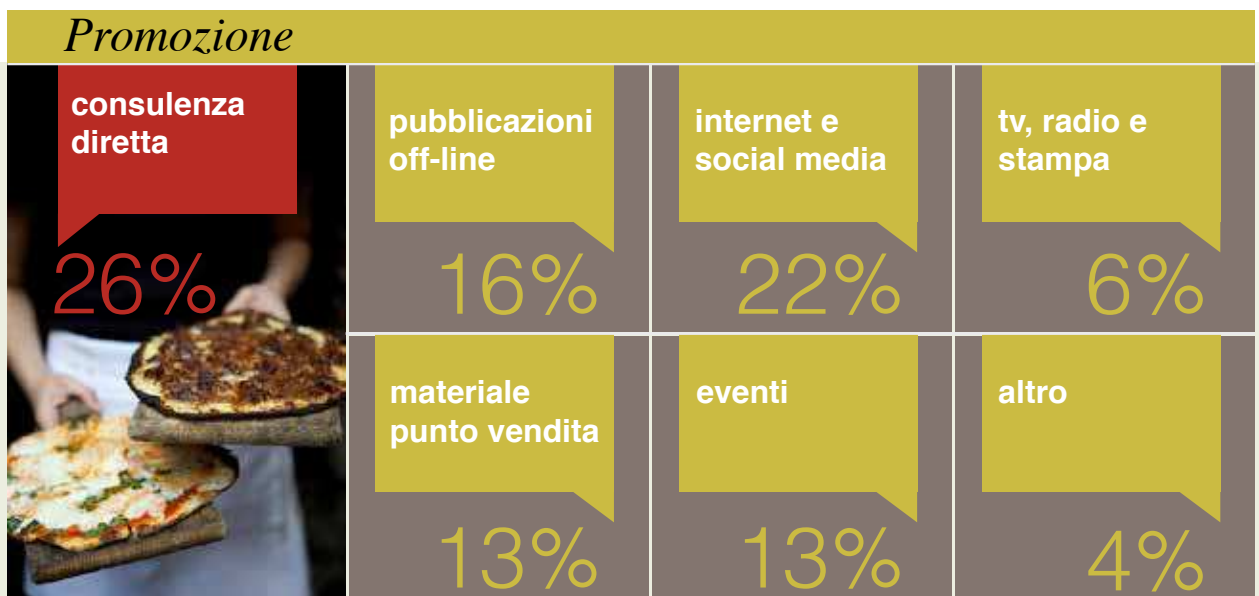 Promozione
consulenza
diretta
26%
pubblicazioni
off-line
16%
internet e
social media
22%
tv, radio e
stampa
6%
materiale
punto vendita
13%
eventi
13%
altro
4%